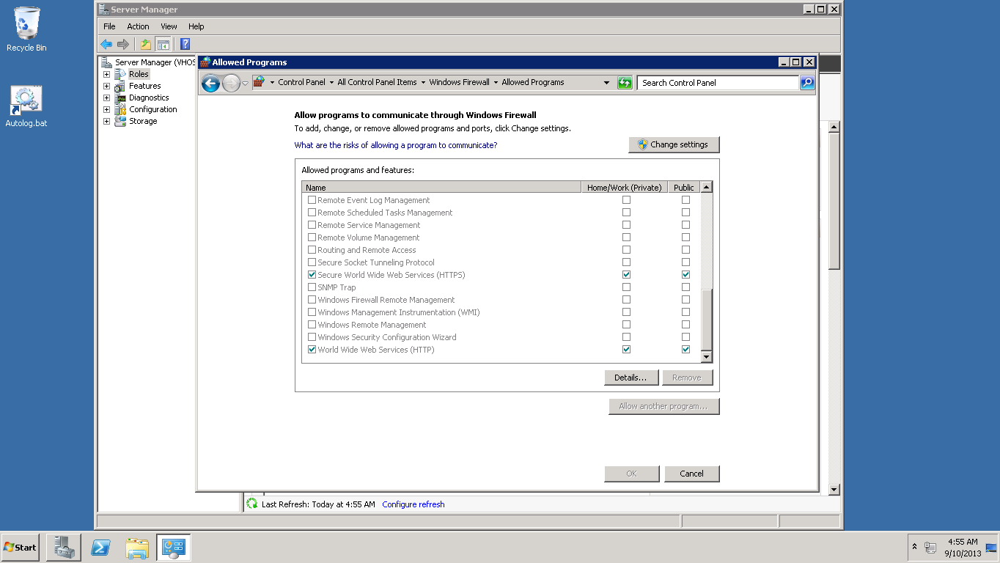 Recycle Bin
Autolog.bat
Server Manager
File Action View Help
Server Manager (VHOS
Roles
Features
Diagnostics
Configuration
Storage
Allowed Programs
Control Panel All Control Panel Items Windows Firewall Allowed Programs
Search Control Panel
Allow programs to communicate through Windows Firewall
To add, change, or remove allowed programs and ports, click Change settings.
What are the risks of allowing a program to communicate?
Change settings
Allowed programs and features:
Name Home/Work (Private) Public
Remote Event Log Management
Remote Scheduled Tasks Management
Remote Service Management
Remote Volume Management
Routing and Remote Access
Secure Socket Tunneling Protocol
Secure World Wide Web Services (HTTPS)
SNMP Trap
Windows Firewall Remote Management
Windows Management Instrumentation (WMI)
Windows Remote Management
Windows Security Configuration Wizard
World Wide Web Services (HTTP)
Details... Remove
Allow another program...
OK Cancel
Last Refresh: Today at 4:55 AM Configure refresh
Start
4:55 AM
9/10/2013